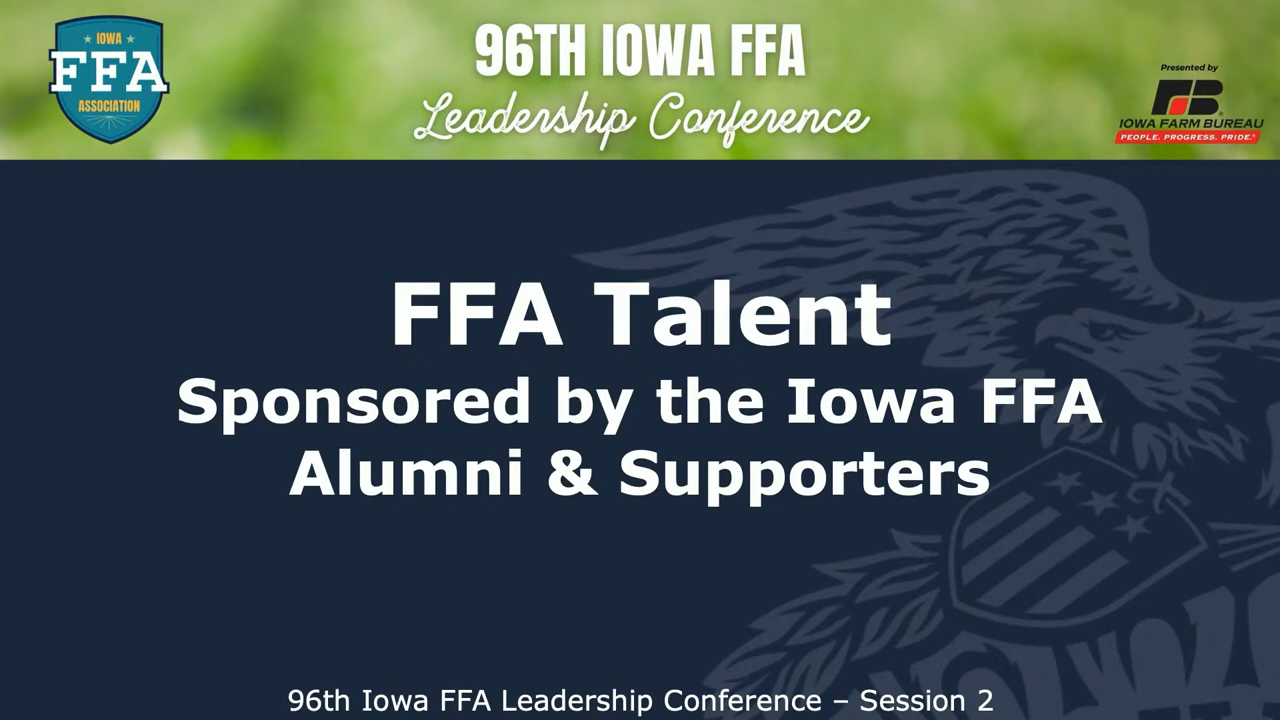 IOWA
FFA
ASSOCIATION
96TH IOWA FFA
Leadership Conference
Presented by
FB
IOWA FARM BUREAU
PEOPLE. PROGRESS. PRIDE.®
FFA Talent
Sponsored by the Iowa FFA
Alumni & Supporters
96th Iowa FFA Leadership Conference – Session 2